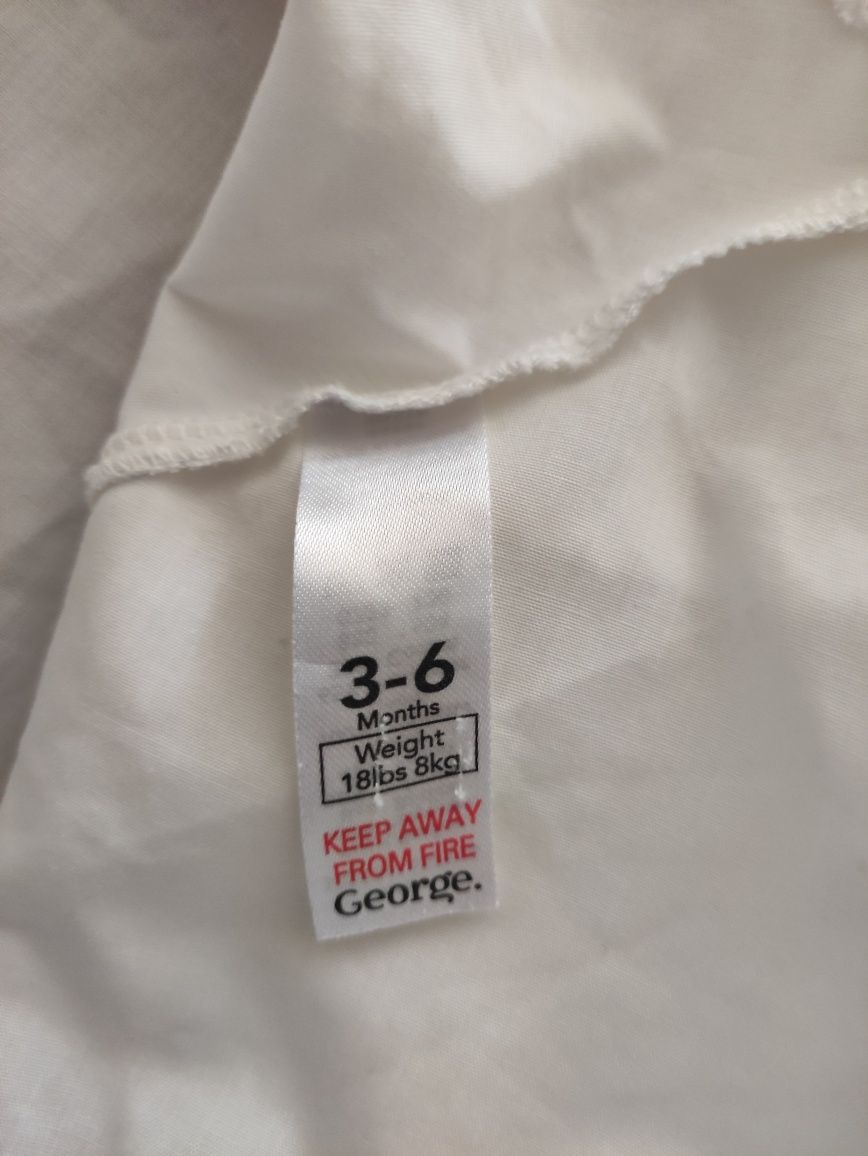 3-6
Months
Weight
18lbs 8kg
KEEP AWAY
FROM FIRE
George.